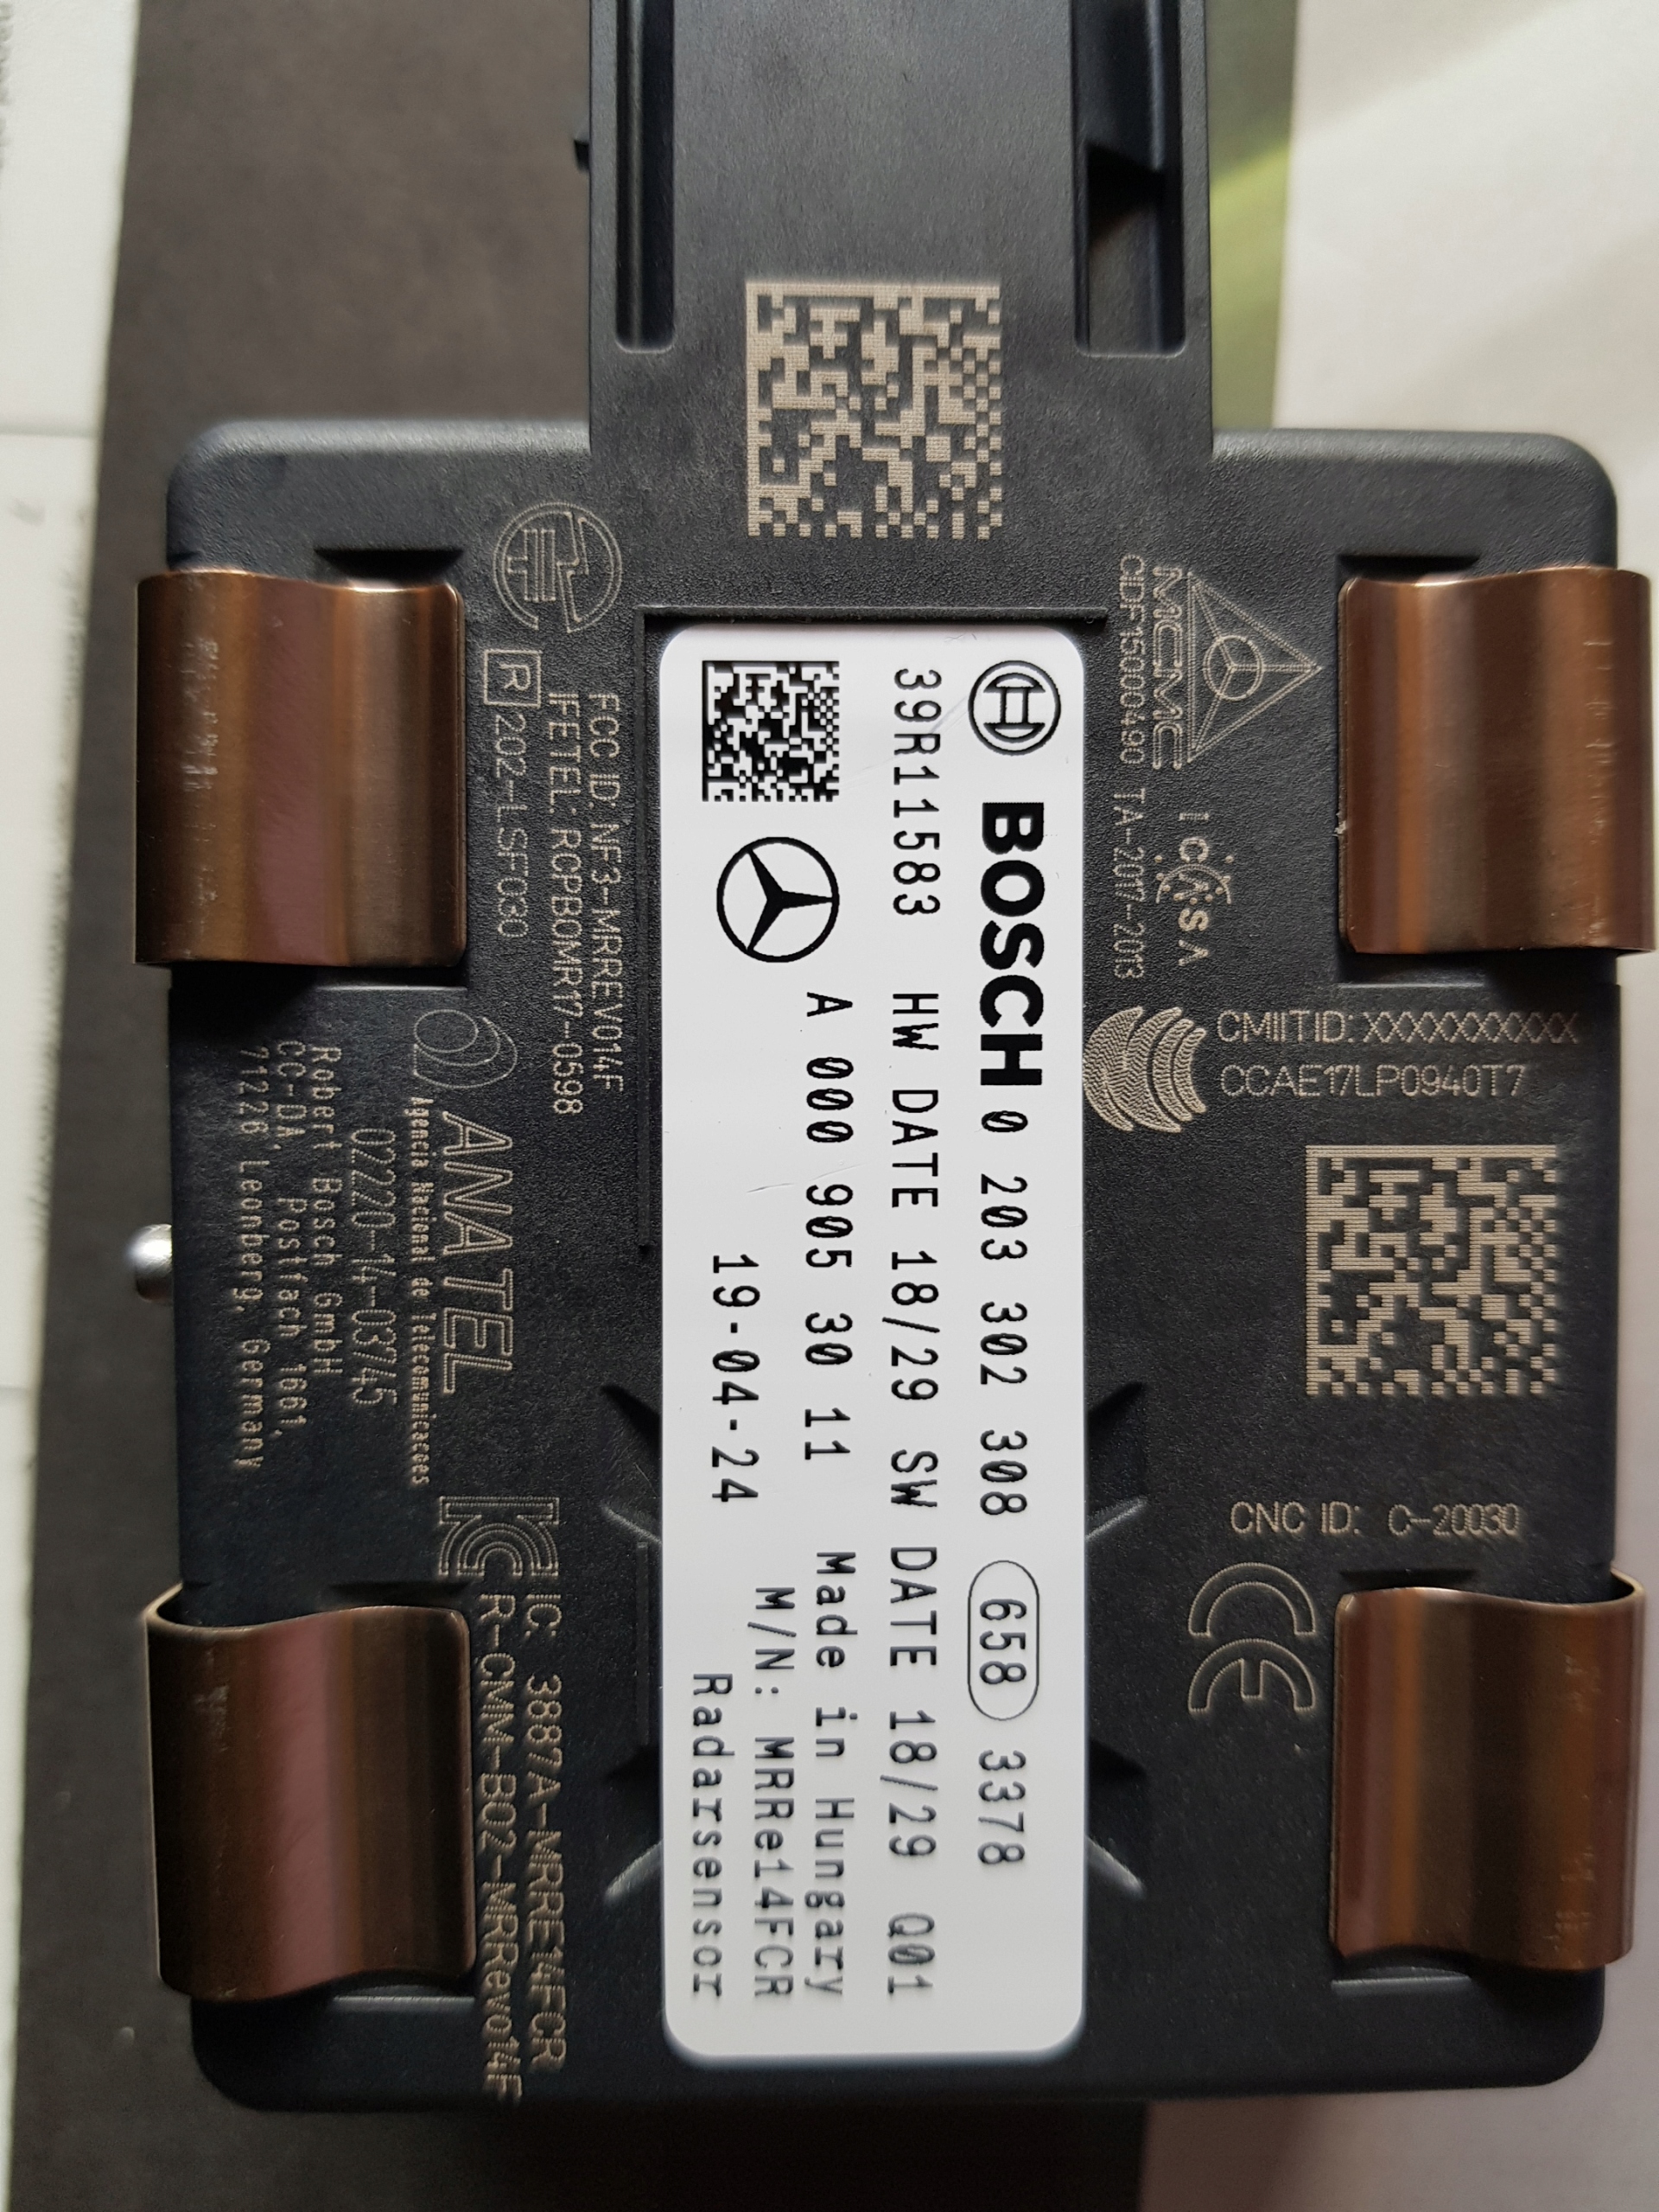 CMIIT ID: XXXXXXXXXX
CCAE17LP0940T7
CNC ID: C-20030
CE
MCMC
CIDF15000490
ICASA
TA-2017-2013
BOSCH 0 203 302 308 658 3378
39R11583 HW DATE 18/29 SW DATE 18/29 Q01
A 000 905 30 11 Made in Hungary
19-04-24 M/N: MRRe14FCR
Radarsensor
FCC ID: NF3-MRREVO14F
IFETEL: RCPBOMR17-0598
R 202-LSF030
ANATEL
Agencia Nacional de Telecomunicacoes
02220-14-03745
Robert Bosch GmbH
CC-DA, Postfach 1661,
71226, Leonberg, Germany
IC: 3887A-MRRE14FCR
R-CMM-B02-MRRevo14F